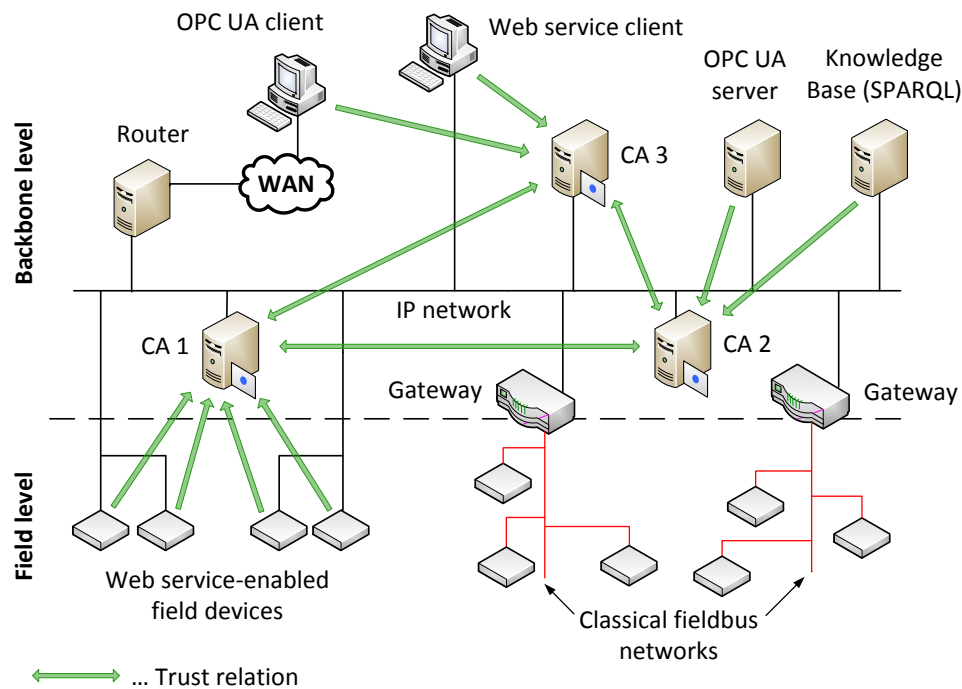 OPC UA client
Web service client
OPC UA
server
Knowledge
Base (SPARQL)
Router
WAN
CA 3
Backbone level
IP network
CA 1
CA 2
Gateway
Gateway
Field level
Web service-enabled
field devices
Classical fieldbus
networks
... Trust relation